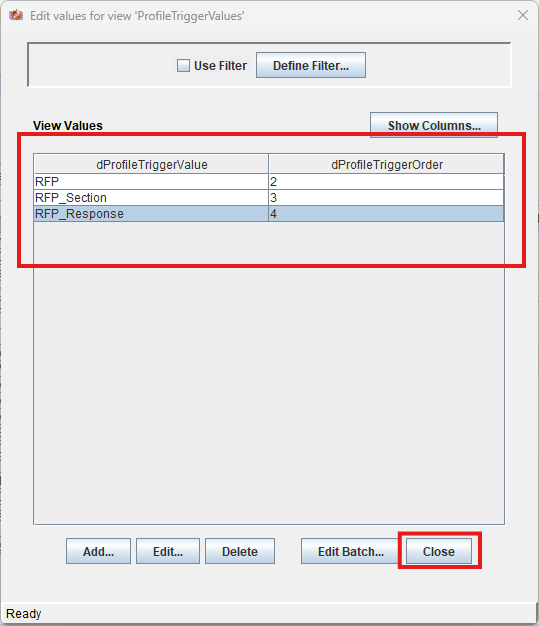 Edit values for view 'ProfileTriggerValues'
Use Filter Define Filter...
View Values Show Columns...
dProfileTriggerValue dProfileTriggerOrder
RFP 2
RFP_Section 3
RFP_Response 4
Add... Edit... Delete Edit Batch... Close
Ready